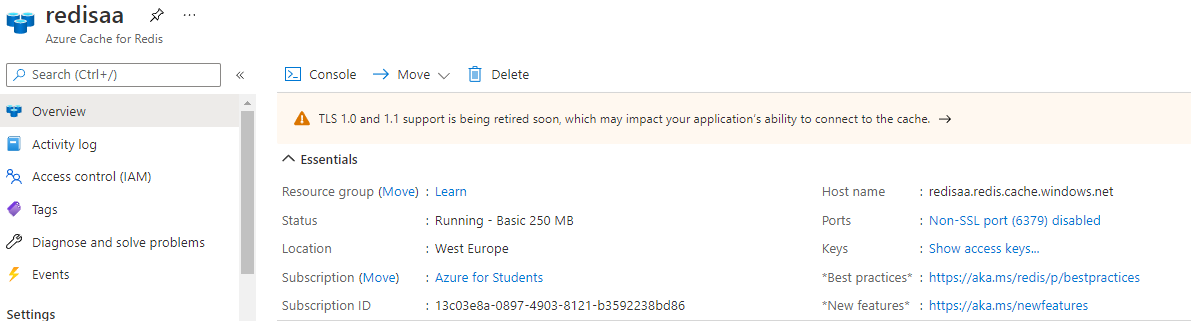 redisaa
Azure Cache for Redis
Search (Ctrl+/)
Overview
Activity log
Access control (IAM)
Tags
Diagnose and solve problems
Events
Settings
Console Move Delete
TLS 1.0 and 1.1 support is being retired soon, which may impact your application's ability to connect to the cache.
Essentials
Resource group (Move) : Learn
Status : Running - Basic 250 MB
Location : West Europe
Subscription (Move) : Azure for Students
Subscription ID : 13c03e8a-0897-4903-8121-b3592238bd86
Host name : redisaa.redis.cache.windows.net
Ports : Non-SSL port (6379) disabled
Keys : Show access keys...
*Best practices* : https://aka.ms/redis/p/bestpractices
*New features* : https://aka.ms/newfeatures